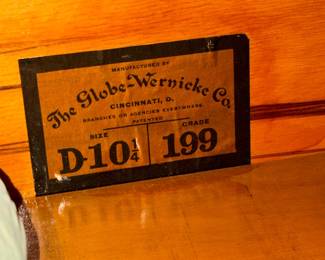 MANUFACTURED BY
The Globe-Wernicke Co.
CINCINNATI, O.
BRANCHES OR AGENCIES EVERYWHERE
PATENTED
SIZE GRADE
D-10¼ 199